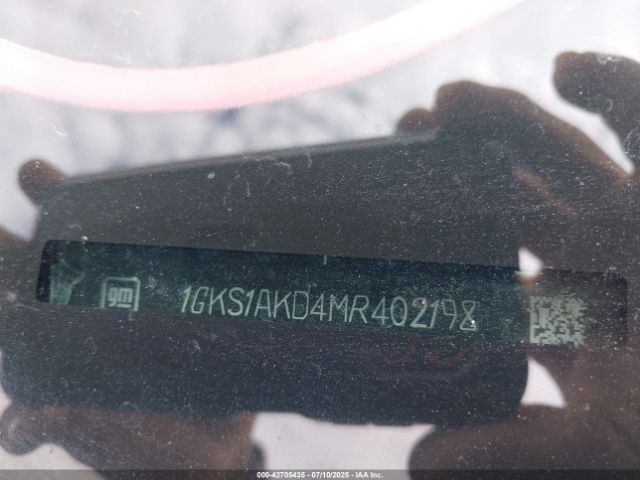 gm 1GKS1AKD4MR402198
000-42705435 • 07/10/2025 • IAA Inc.